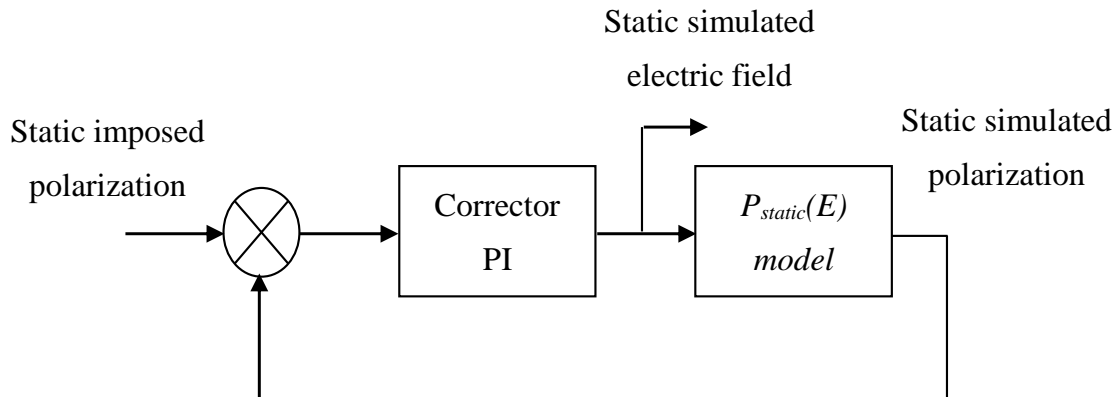 Static simulated
electric field
Static imposed
polarization
Static simulated
polarization
Corrector
PI
Pstatic(E)
model